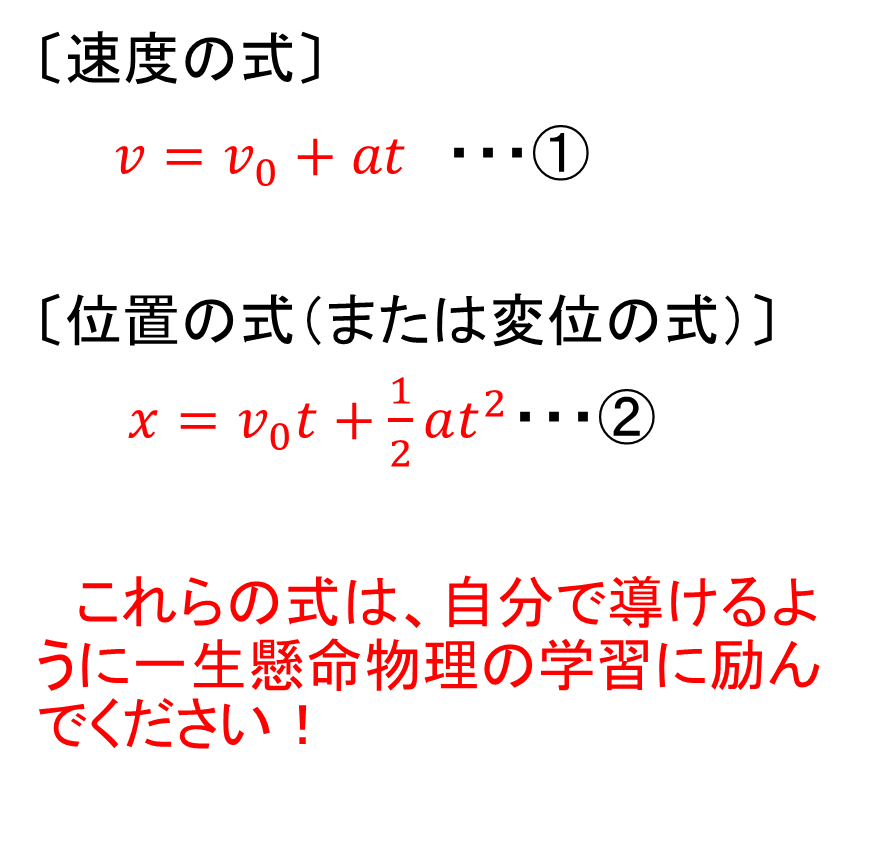 〔速度の式〕
v = v₀ + at ・・・①
〔位置の式(または変位の式)〕
x = v₀t + 1/2 at²・・・②
これらの式は、自分で導けるよ
うに一生懸命物理の学習に励ん
でください！